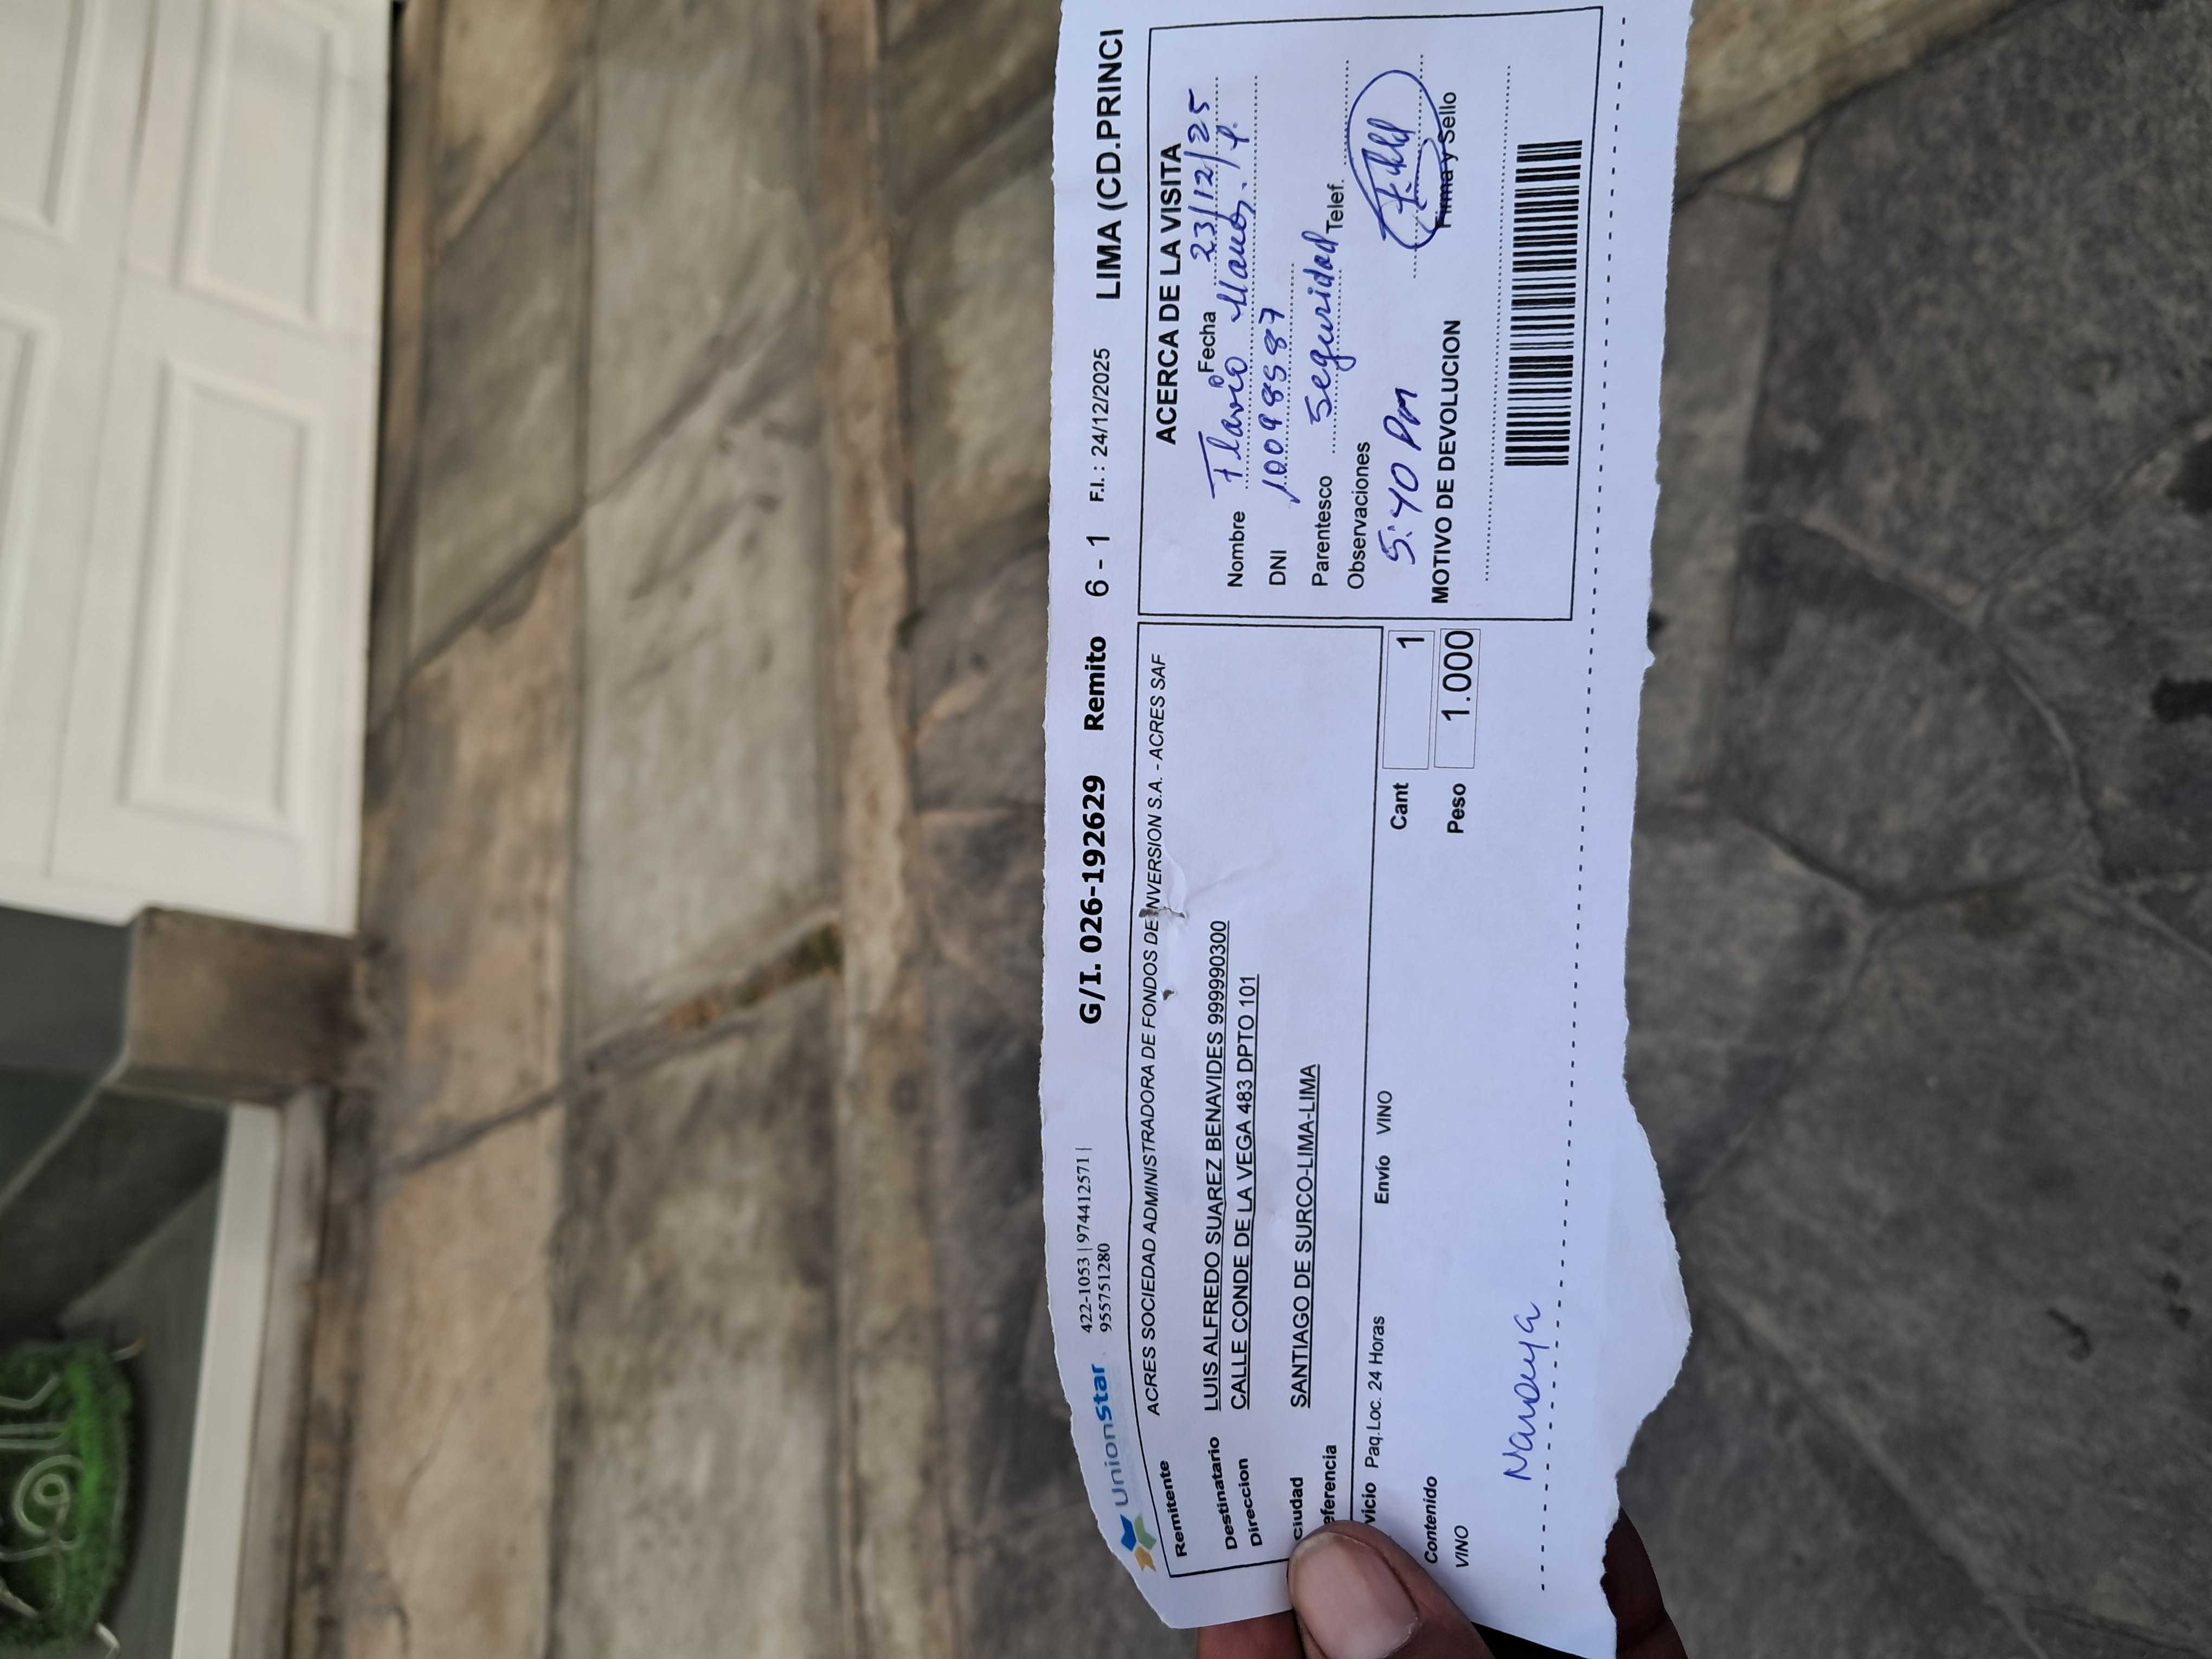 UnionStar
422-1053 | 974412571 |
955751280
G/I. 026-192629 Remito 6 - 1 F.I. : 24/12/2025 LIMA (CD.PRINCI
Remitente ACRES SOCIEDAD ADMINISTRADORA DE FONDOS DE INVERSION S.A. - ACRES SAF
Destinatario LUIS ALFREDO SUAREZ BENAVIDES 999990300
Direccion CALLE CONDE DE LA VEGA 483 DPTO 101
Ciudad SANTIAGO DE SURCO-LIMA-LIMA
eferencia
vicio Paq.Loc. 24 Horas Envío VINO
Cant 1
Peso 1.000
Contenido
VINO
ACERCA DE LA VISITA
Fecha 23/12/25
Nombre Flavio
DNI 10098587
Parentesco Seguridad
Telef.
Observaciones
5:40 Pm
Firma y Sello
MOTIVO DE DEVOLUCION